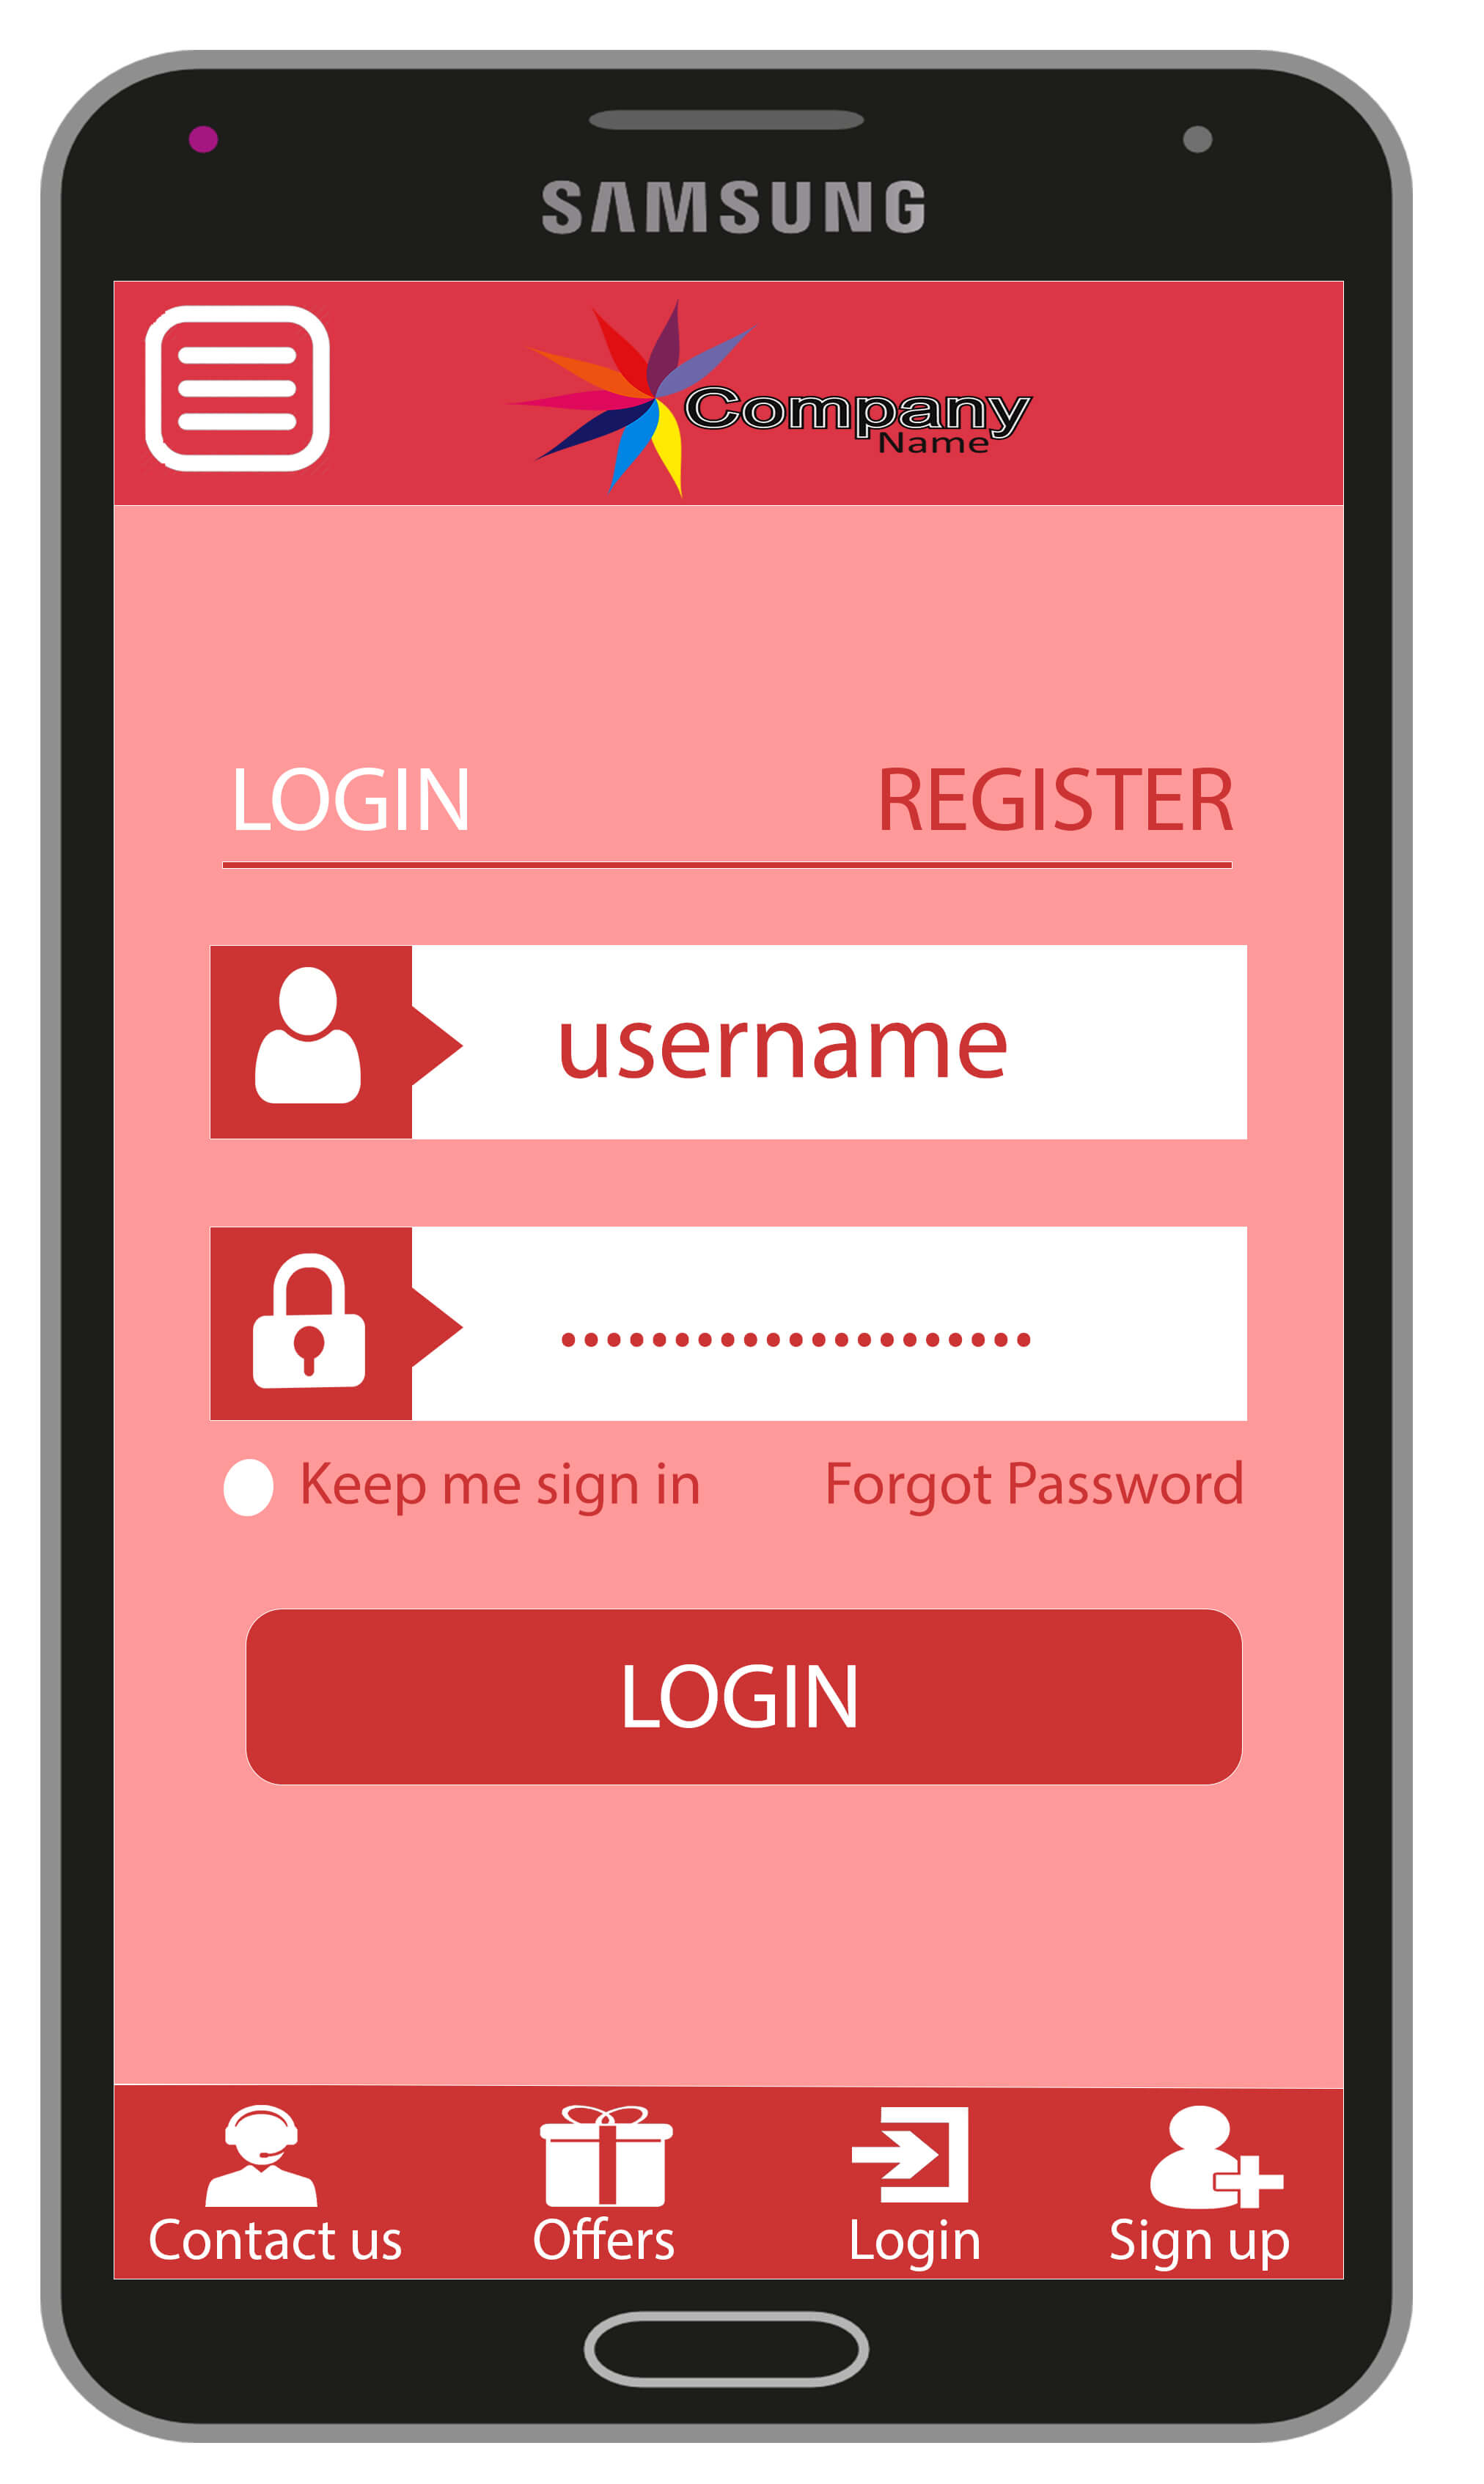 SAMSUNG
Company
Name
LOGIN REGISTER
username
Keep me sign in Forgot Password
LOGIN
Contact us Offers Login Sign up